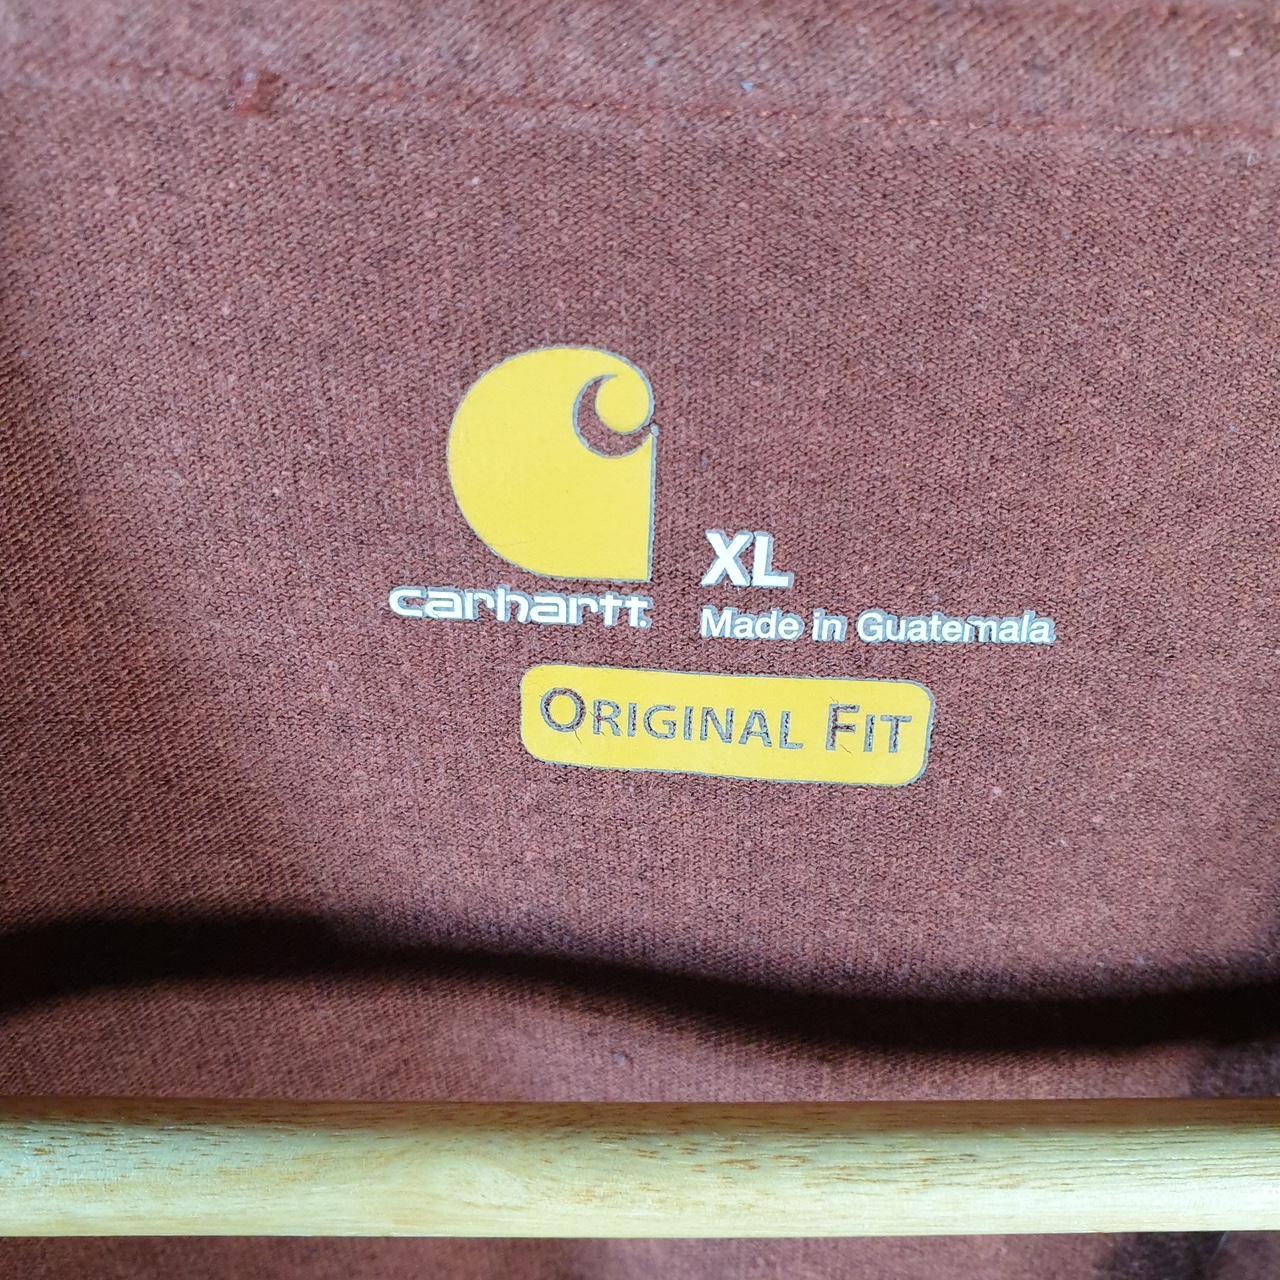 XL
carhartt.
Made in Guatemala
ORIGINAL FIT